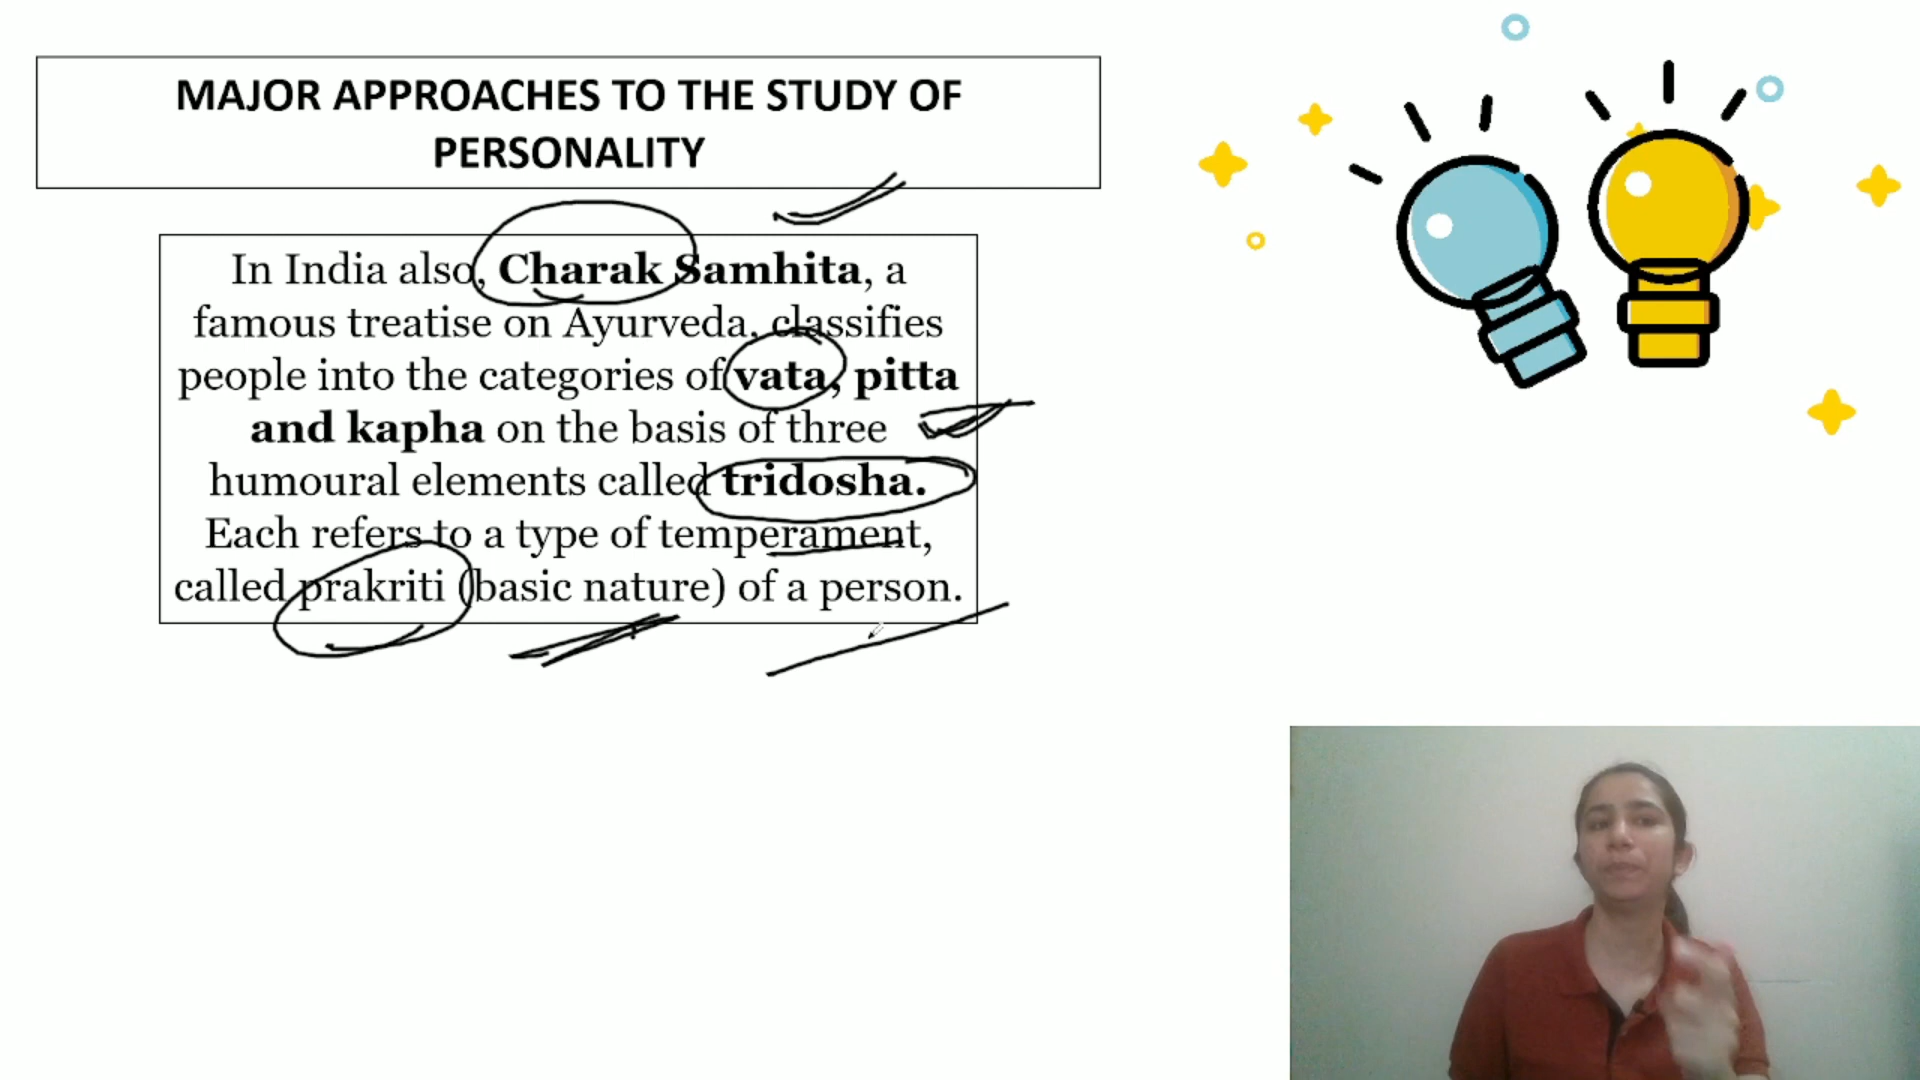 MAJOR APPROACHES TO THE STUDY OF
PERSONALITY
In India also, Charak Samhita, a
famous treatise on Ayurveda, classifies
people into the categories of vata, pitta
and kapha on the basis of three
humoural elements called tridosha.
Each refers to a type of temperament,
called prakriti (basic nature) of a person.